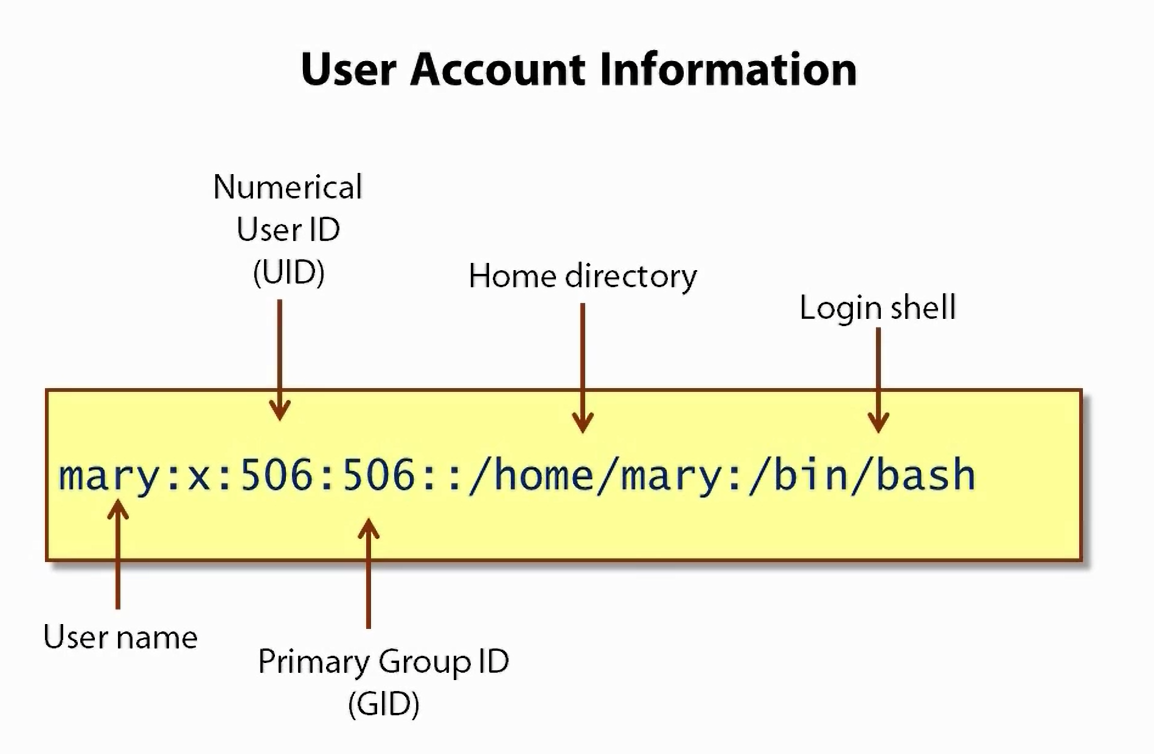 User Account Information
Numerical
User ID
(UID)
Home directory
Login shell
mary:x:506:506::/home/mary:/bin/bash
User name
Primary Group ID
(GID)